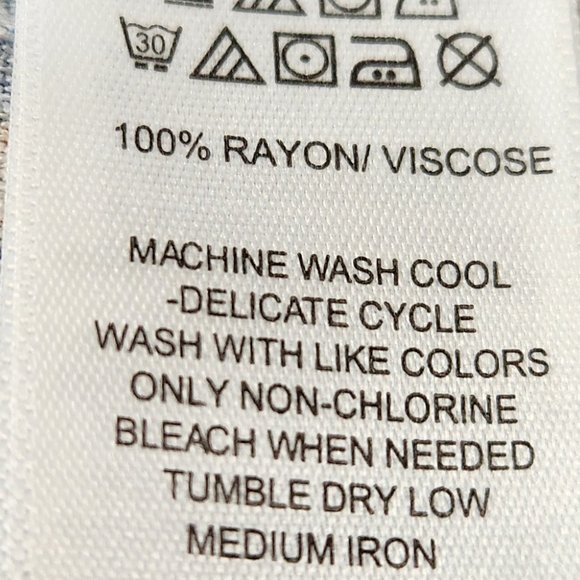 30
100% RAYON/ VISCOSE
MACHINE WASH COOL
-DELICATE CYCLE
WASH WITH LIKE COLORS
ONLY NON-CHLORINE
BLEACH WHEN NEEDED
TUMBLE DRY LOW
MEDIUM IRON